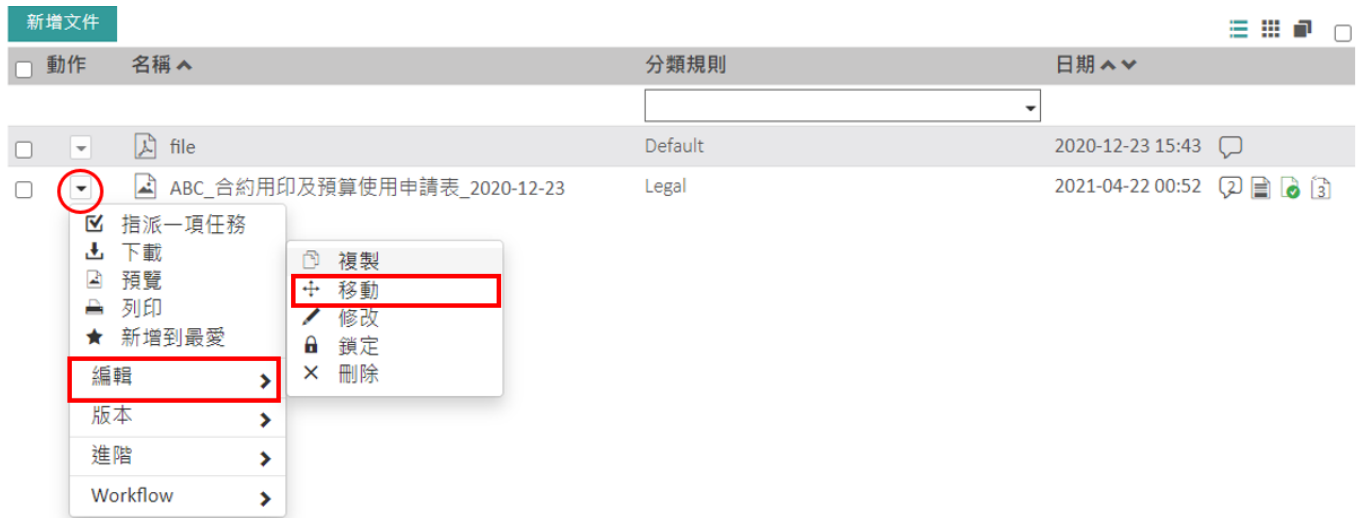 新增文件
動作 名稱 分類規則 日期
file Default 2020-12-23 15:43
ABC_合約用印及預算使用申請表_2020-12-23 Legal 2021-04-22 00:52 2 3
指派一項任務
下載
預覽
列印
新增到最愛
編輯
版本
進階
Workflow
複製
移動
修改
鎖定
刪除